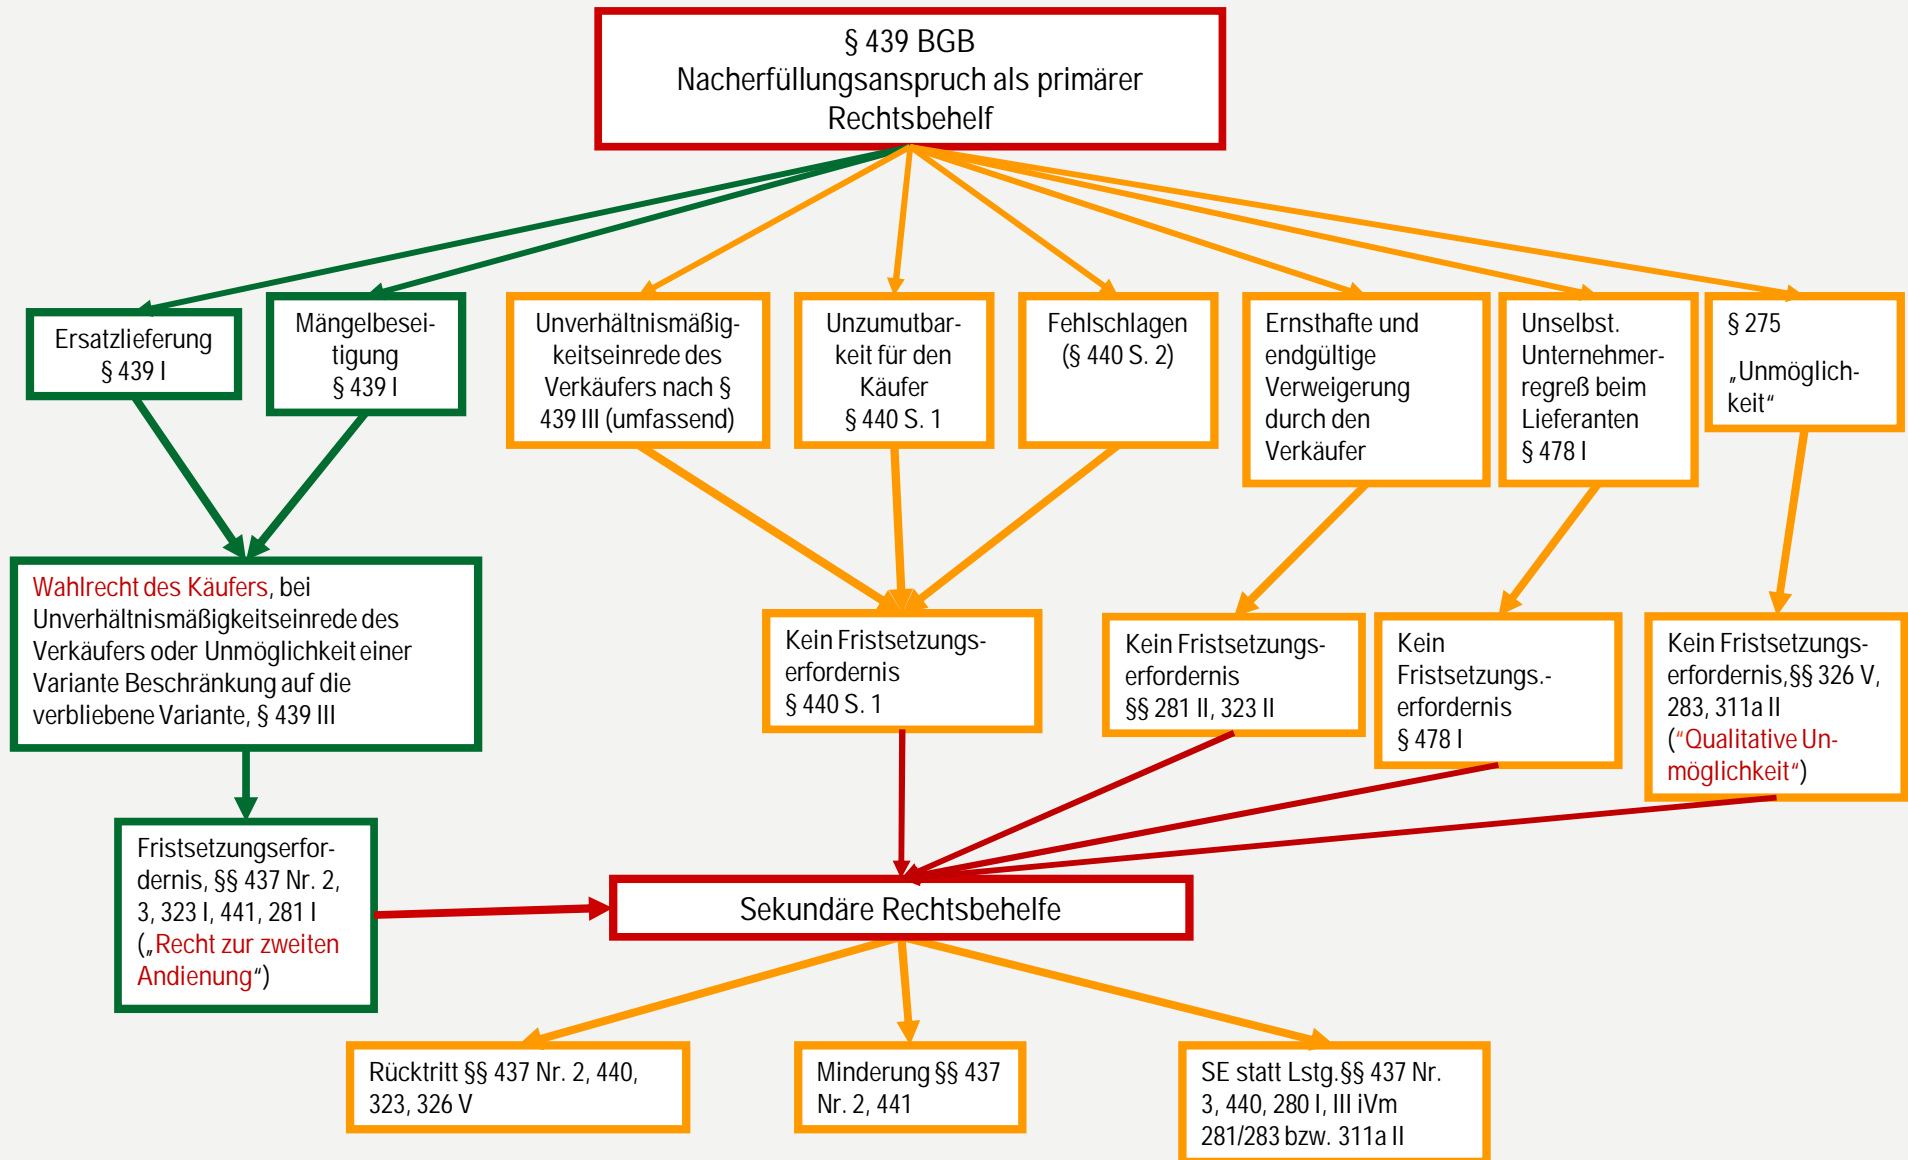 § 439 BGB
Nacherfüllungsanspruch als primärer
Rechtsbehelf
Ersatzlieferung
§ 439 I
Mängelbesei-
tigung
§ 439 I
Unverhältnismäßig-
keitseinrede des
Verkäufers nach §
439 III (umfassend)
Unzumutbar-
keit für den
Käufer
§ 440 S. 1
Fehlschlagen
(§ 440 S. 2)
Ernsthafte und
endgültige
Verweigerung
durch den
Verkäufer
Unselbst.
Unternehmer-
regreß beim
Lieferanten
§ 478 I
§ 275
„Unmöglich-
keit“
Wahlrecht des Käufers, bei
Unverhältnismäßigkeitseinrede des
Verkäufers oder Unmöglichkeit einer
Variante Beschränkung auf die
verbliebene Variante, § 439 III
Kein Fristsetzungs-
erfordernis
§ 440 S. 1
Kein Fristsetzungs-
erfordernis
§§ 281 II, 323 II
Kein
Fristsetzungs.-
erfordernis
§ 478 I
Kein Fristsetzungs-
erfordernis,§§ 326 V,
283, 311a II
(“Qualitative Un-
möglichkeit“)
Fristsetzungserfor-
dernis, §§ 437 Nr. 2,
3, 323 I, 441, 281 I
(„Recht zur zweiten
Andienung“)
Sekundäre Rechtsbehelfe
Rücktritt §§ 437 Nr. 2, 440,
323, 326 V
Minderung §§ 437
Nr. 2, 441
SE statt Lstg.§§ 437 Nr.
3, 440, 280 I, III iVm
281/283 bzw. 311a II